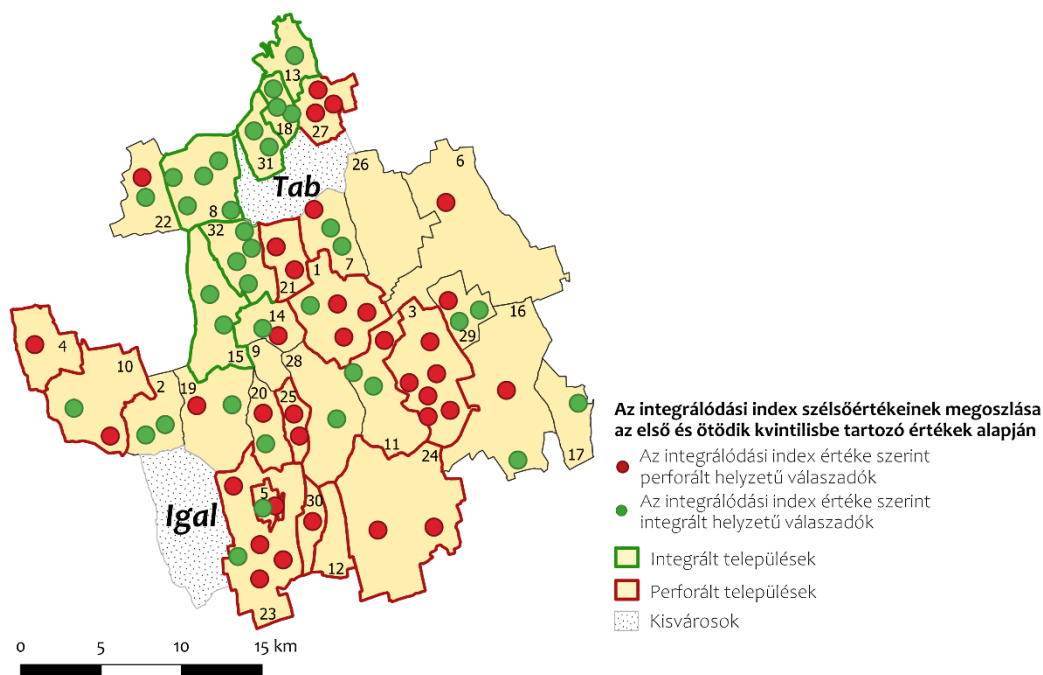 13
18
27
31
26
6
Tab
22
8
32
7
1
21
3
16
14
29
4
10
15
9
28
2
19
20
25
11
17
24
5
30
Igal
12
23
0 5 10 15 km
Az integrálódási index szélsőértékeinek megoszlása
az első és ötödik kvintilisbe tartozó értékek alapján
Az integrálódási index értéke szerint
perforált helyzetű válaszadók
Az integrálódási index értéke szerint
integrált helyzetű válaszadók
Integrált települések
Perforált települések
Kisvárosok